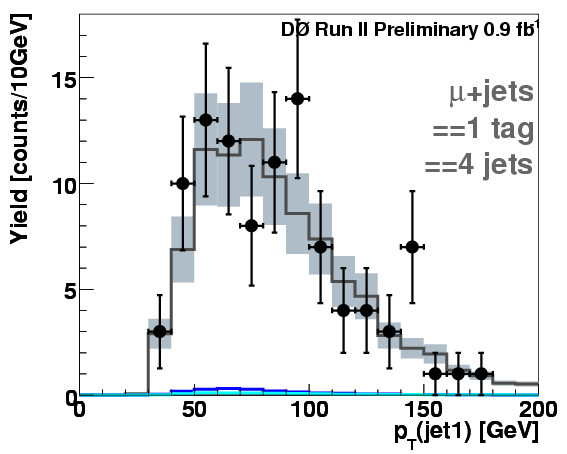 DØ Run II Preliminary 0.9 fb⁻¹
μ+jets
==1 tag
==4 jets
Yield [counts/10GeV]
15
10
5
0
0 50 100 150 200
p_T(jet1) [GeV]